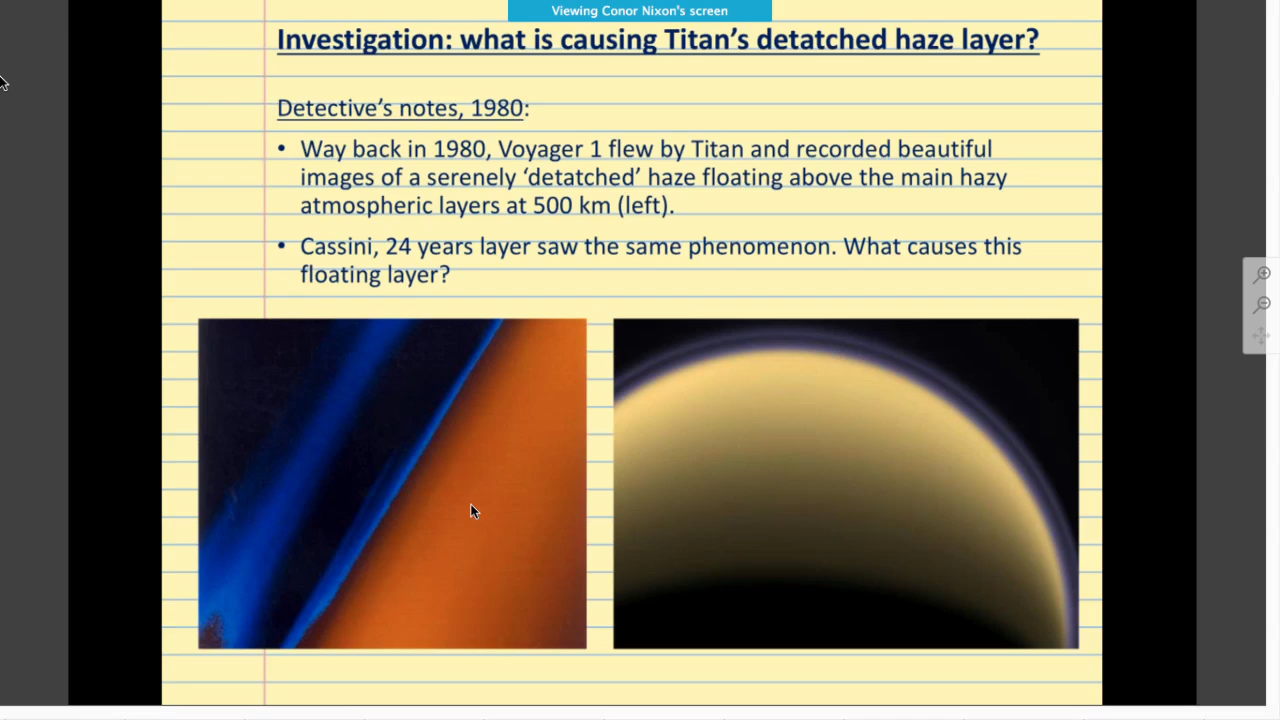 Viewing Conor Nixon's screen
Investigation: what is causing Titan's detatched haze layer?
Detective's notes, 1980:
• Way back in 1980, Voyager 1 flew by Titan and recorded beautiful
images of a serenely 'detatched' haze floating above the main hazy
atmospheric layers at 500 km (left).
• Cassini, 24 years layer saw the same phenomenon. What causes this
floating layer?